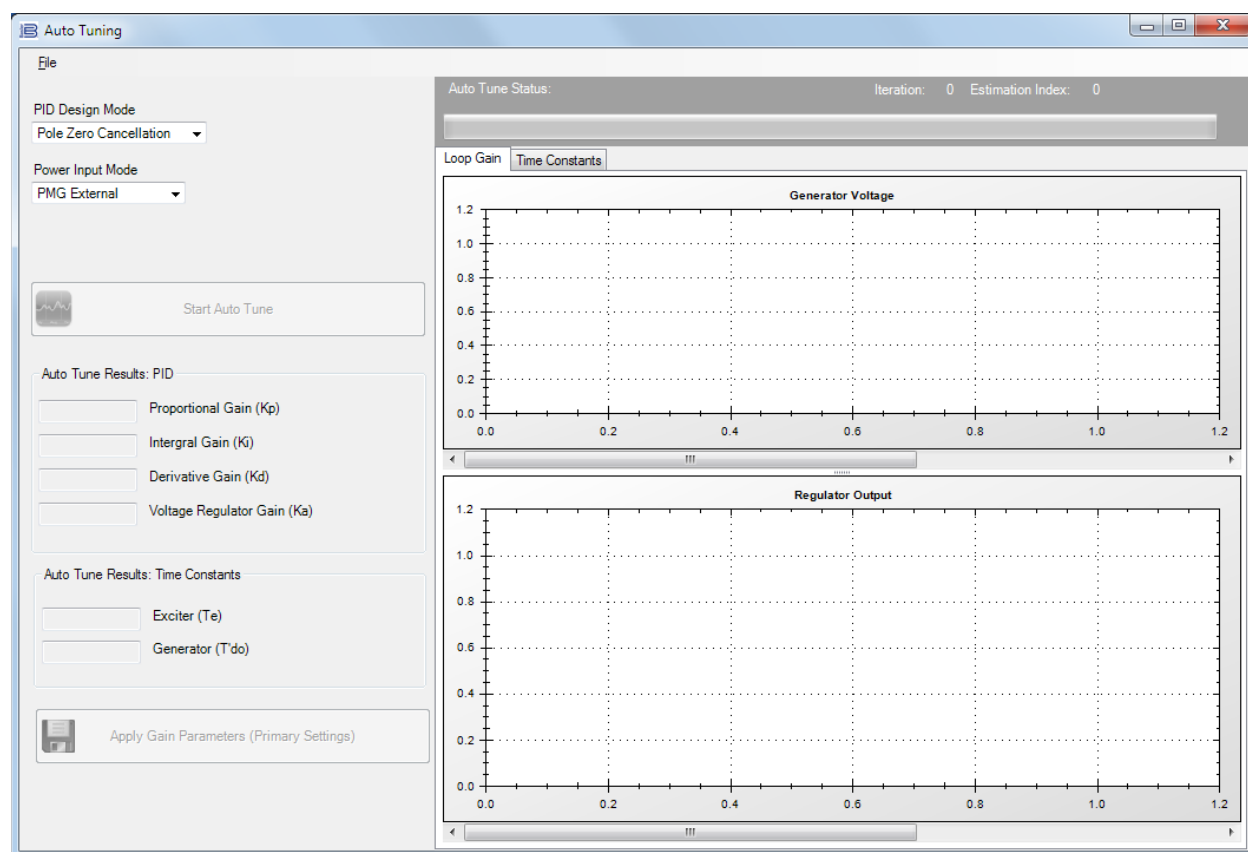 Auto Tuning
File
PID Design Mode
Pole Zero Cancellation
Power Input Mode
PMG External
Start Auto Tune
Auto Tune Results: PID
Proportional Gain (Kp)
Intergral Gain (Ki)
Derivative Gain (Kd)
Voltage Regulator Gain (Ka)
Auto Tune Results: Time Constants
Exciter (Te)
Generator (T'do)
Apply Gain Parameters (Primary Settings)
Auto Tune Status: Iteration: 0 Estimation Index: 0
Loop Gain Time Constants
Generator Voltage
1.2
1.0
0.8
0.6
0.4
0.2
0.0
0.0 0.2 0.4 0.6 0.8 1.0 1.2
Regulator Output
1.2
1.0
0.8
0.6
0.4
0.2
0.0
0.0 0.2 0.4 0.6 0.8 1.0 1.2